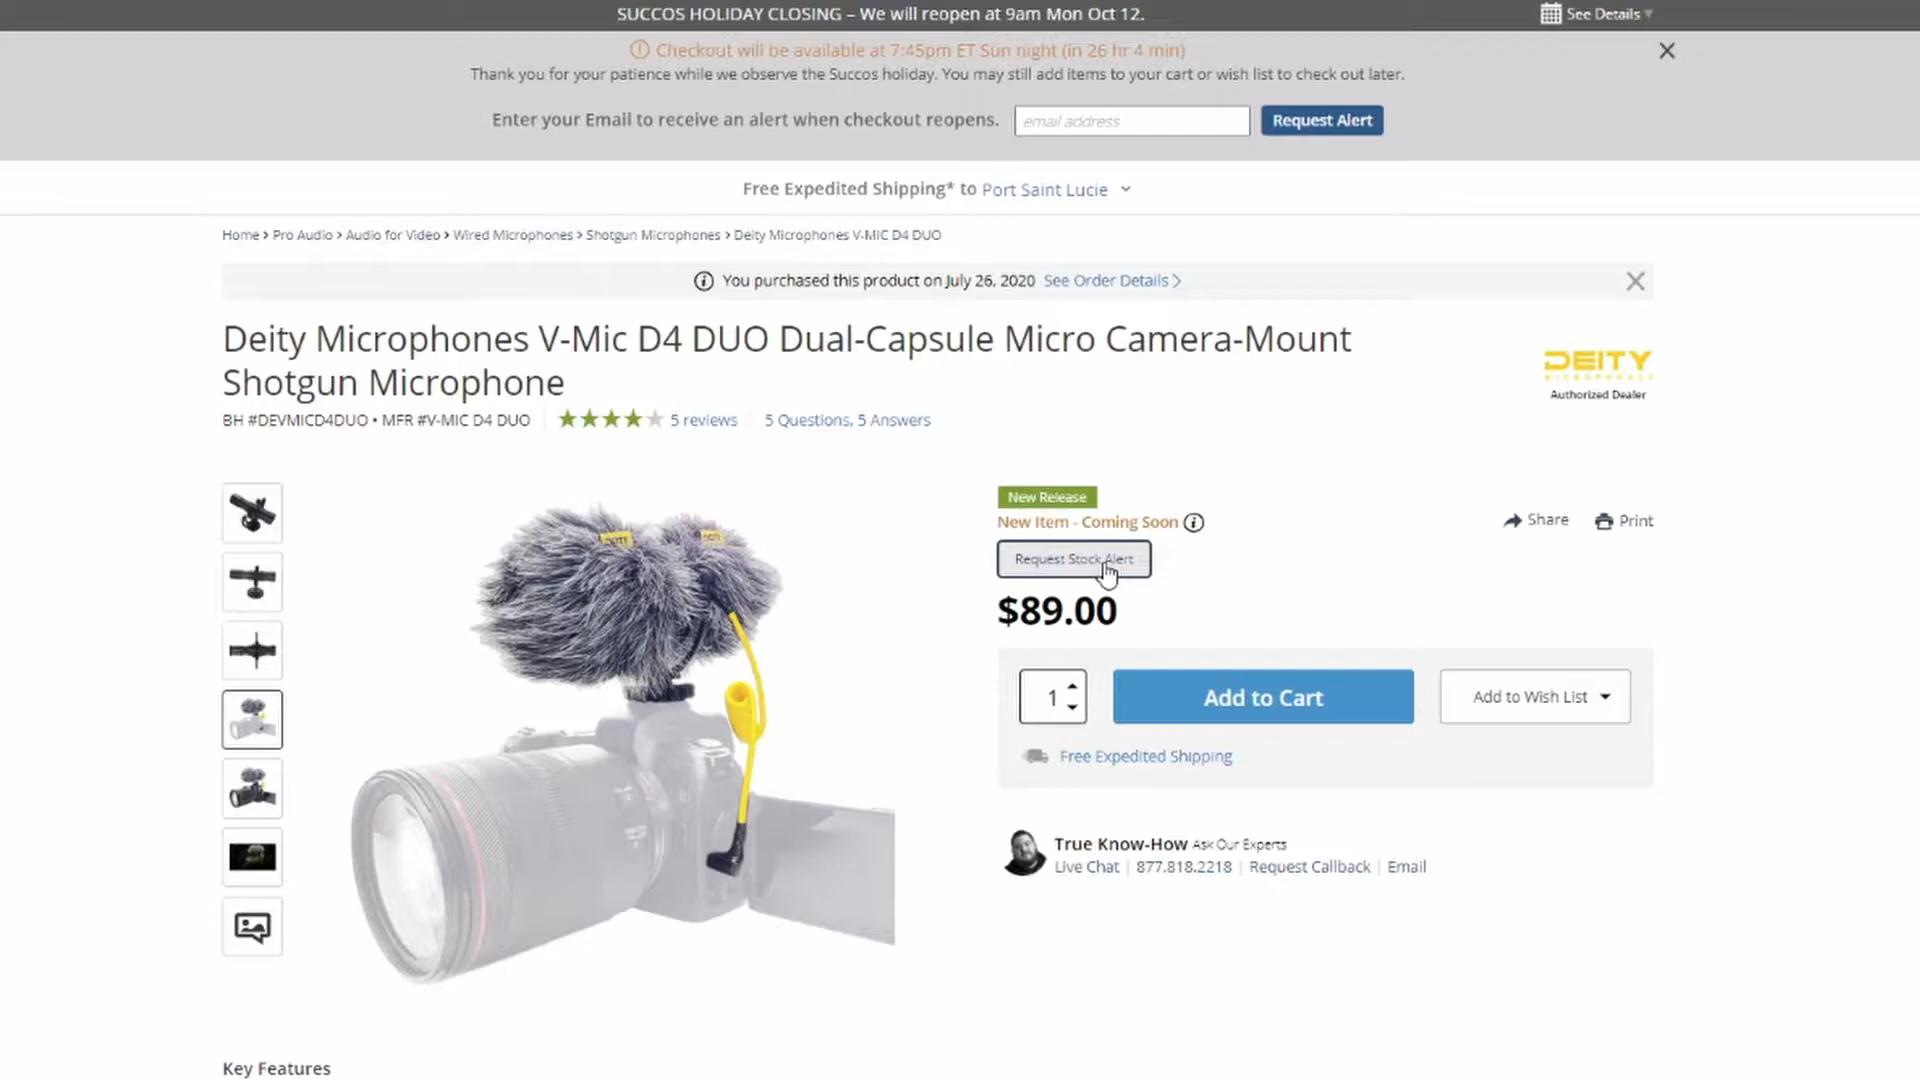 SUCCOS HOLIDAY CLOSING – We will reopen at 9am Mon Oct 12.
See Details
Checkout will be available at 7:45pm ET Sun night (in 26 hr 4 min)
Thank you for your patience while we observe the Succos holiday. You may still add items to your cart or wish list to check out later.
Enter your Email to receive an alert when checkout reopens.
email address
Request Alert
Free Expedited Shipping* to Port Saint Lucie
Home > Pro Audio > Audio for Video > Wired Microphones > Shotgun Microphones > Deity Microphones V-MIC D4 DUO
You purchased this product on July 26, 2020 See Order Details >
Deity Microphones V-Mic D4 DUO Dual-Capsule Micro Camera-Mount
Shotgun Microphone
DEITY
MICROPHONES
Authorized Dealer
BH #DEVMICD4DUO • MFR #V-MIC D4 DUO
5 reviews
5 Questions, 5 Answers
New Release
New Item - Coming Soon
Share
Print
Request Stock Alert
$89.00
1
Add to Cart
Add to Wish List
Free Expedited Shipping
True Know-How Ask Our Experts
Live Chat | 877.818.2218 | Request Callback | Email
Key Features